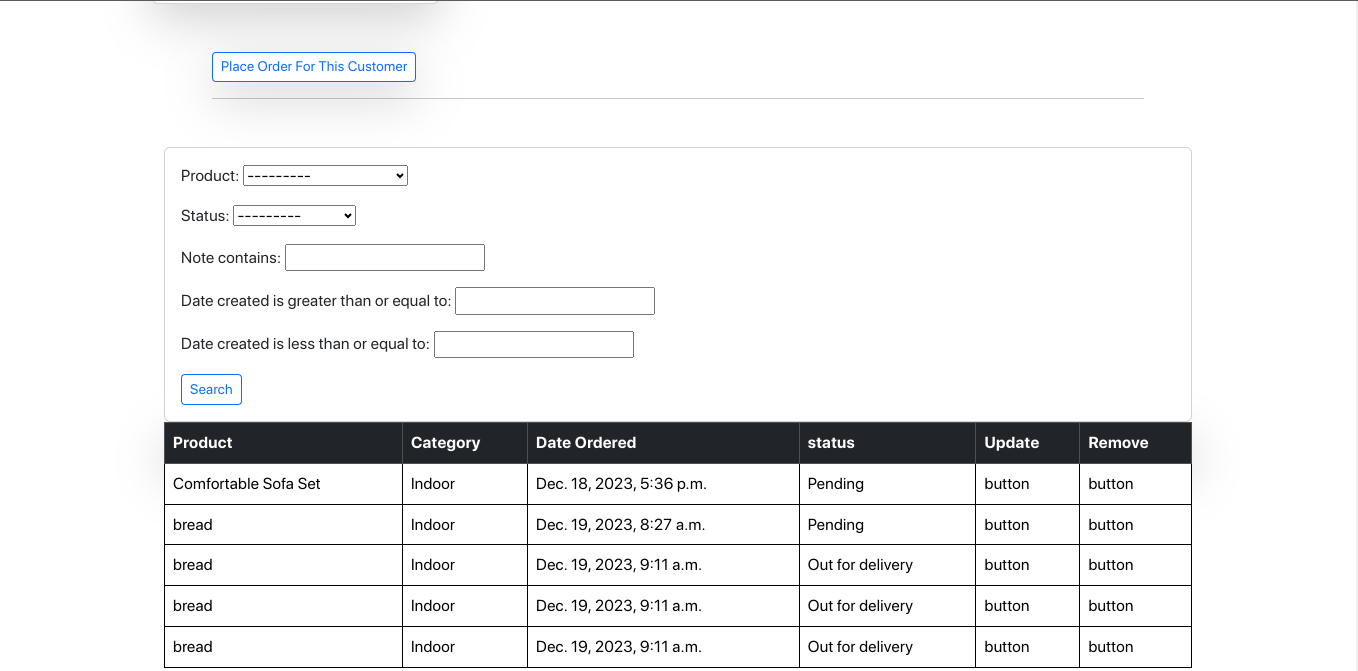 Place Order For This Customer
Product: ---------
Status: ---------
Note contains:
Date created is greater than or equal to:
Date created is less than or equal to:
Search
Product Category Date Ordered status Update Remove
Comfortable Sofa Set Indoor Dec. 18, 2023, 5:36 p.m. Pending button button
bread Indoor Dec. 19, 2023, 8:27 a.m. Pending button button
bread Indoor Dec. 19, 2023, 9:11 a.m. Out for delivery button button
bread Indoor Dec. 19, 2023, 9:11 a.m. Out for delivery button button
bread Indoor Dec. 19, 2023, 9:11 a.m. Out for delivery button button